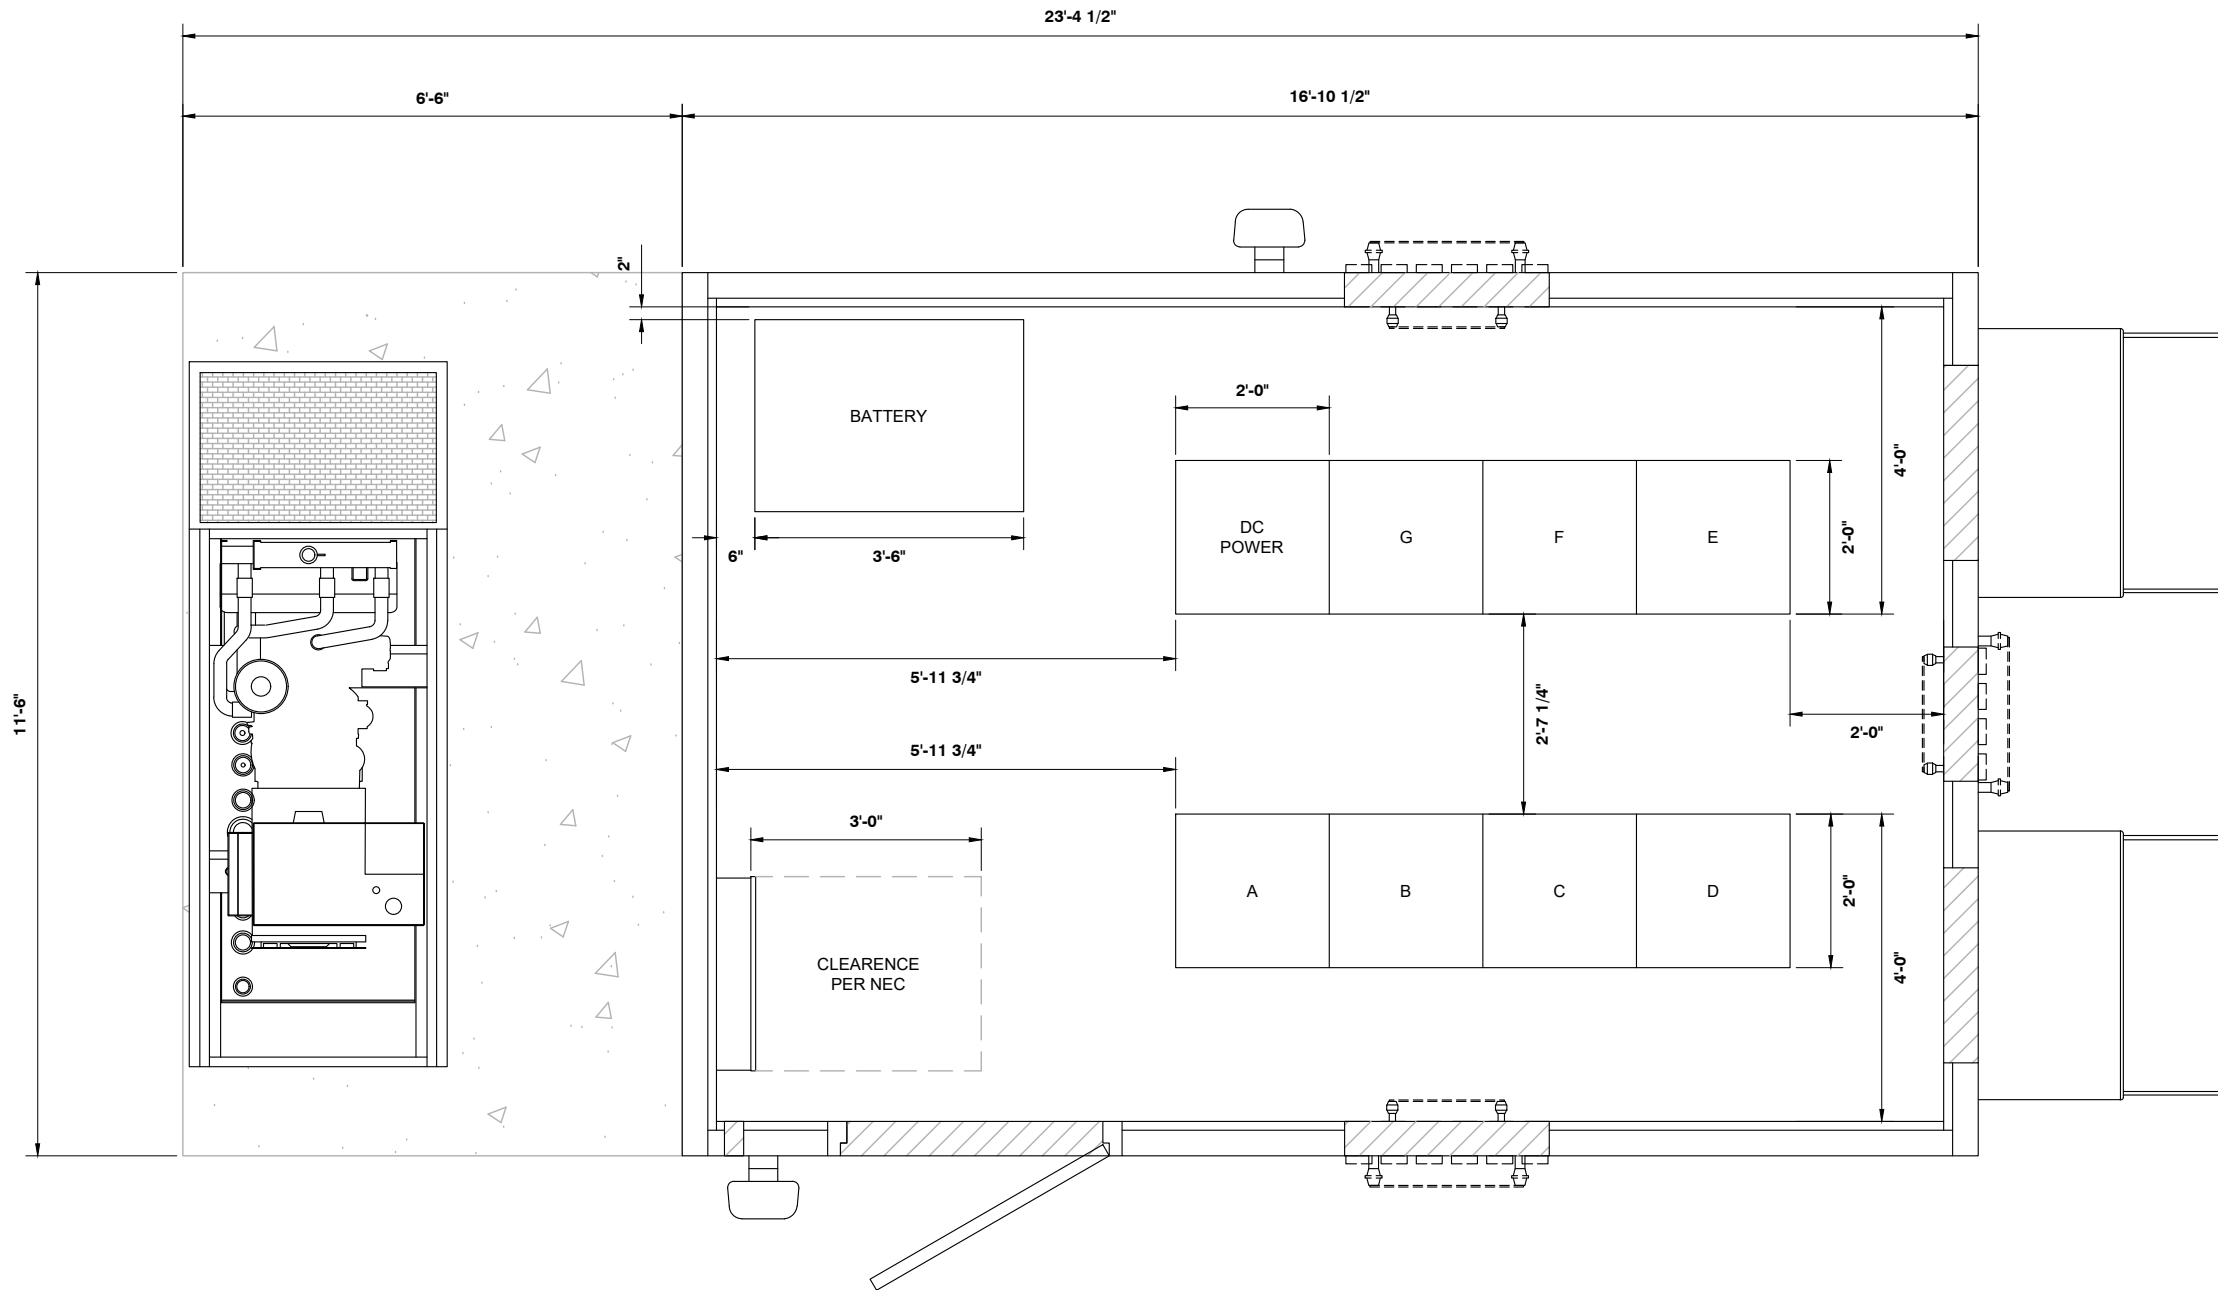 23'-4 1/2"
6'-6"
16'-10 1/2"
2"
2'-0"
BATTERY
4'-0"
DC
POWER
G
F
E
2'-0"
6"
3'-6"
5'-11 3/4"
11'-6"
2'-7 1/4"
2'-0"
5'-11 3/4"
3'-0"
A
B
C
D
2'-0"
CLEARENCE
PER NEC
4'-0"